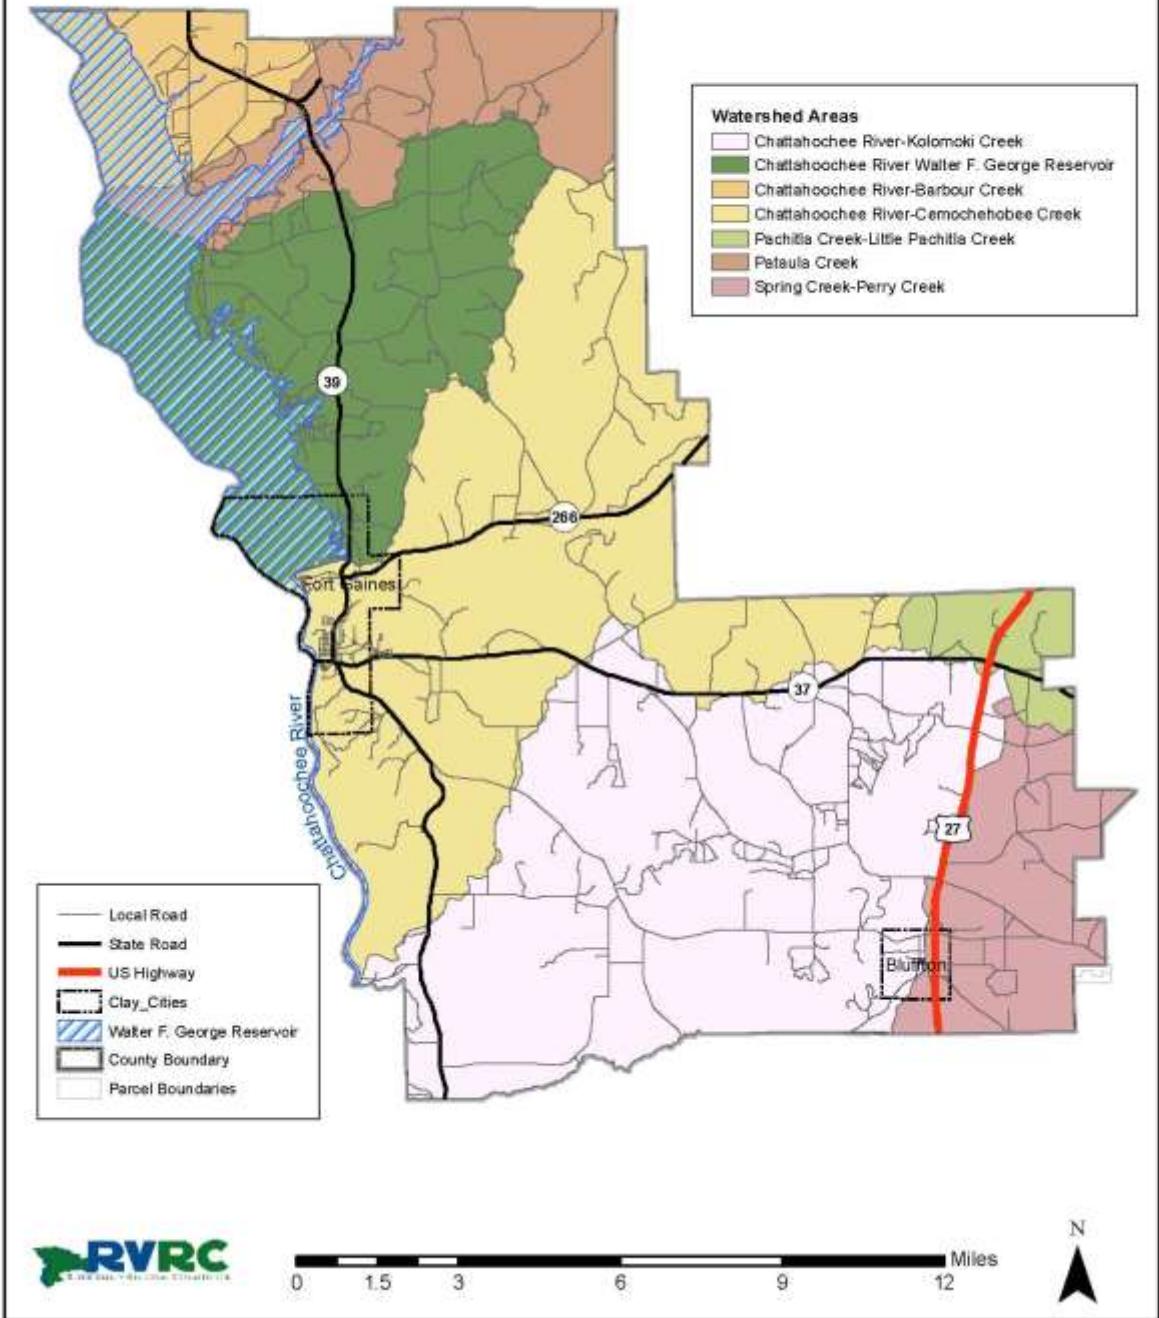 Watershed Areas
Chattahochee River-Kolomoki Creek
Chattahoochee River Walter F. George Reservoir
Chattahoochee River-Barbour Creek
Chattahoochee River-Cemochehobee Creek
Pachitla Creek-Little Pachitla Creek
Pataula Creek
Spring Creek-Perry Creek
39
266
Fort Gaines
37
Chattahoochee River
27
Bluffton
Local Road
State Road
US Highway
Clay_Cities
Walter F. George Reservoir
County Boundary
Parcel Boundaries
RVRC
N
Miles
0 1.5 3 6 9 12